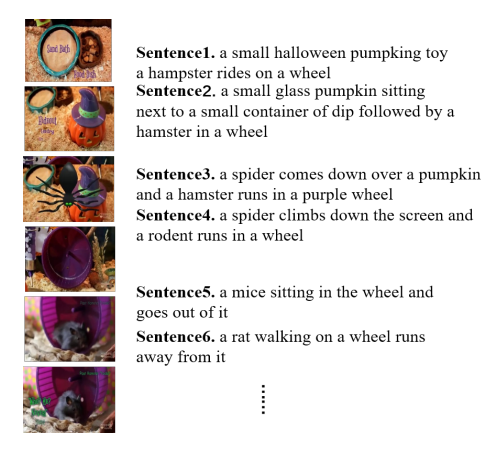 Sand Bath
Sentence1. a small halloween pumpking toy
a hampster rides on a wheel
Sentence2. a small glass pumpkin sitting
next to a small container of dip followed by a
hamster in a wheel
Sentence3. a spider comes down over a pumpkin
and a hamster runs in a purple wheel
Sentence4. a spider climbs down the screen and
a rodent runs in a wheel
Sentence5. a mice sitting in the wheel and
goes out of it
Sentence6. a rat walking on a wheel runs
away from it